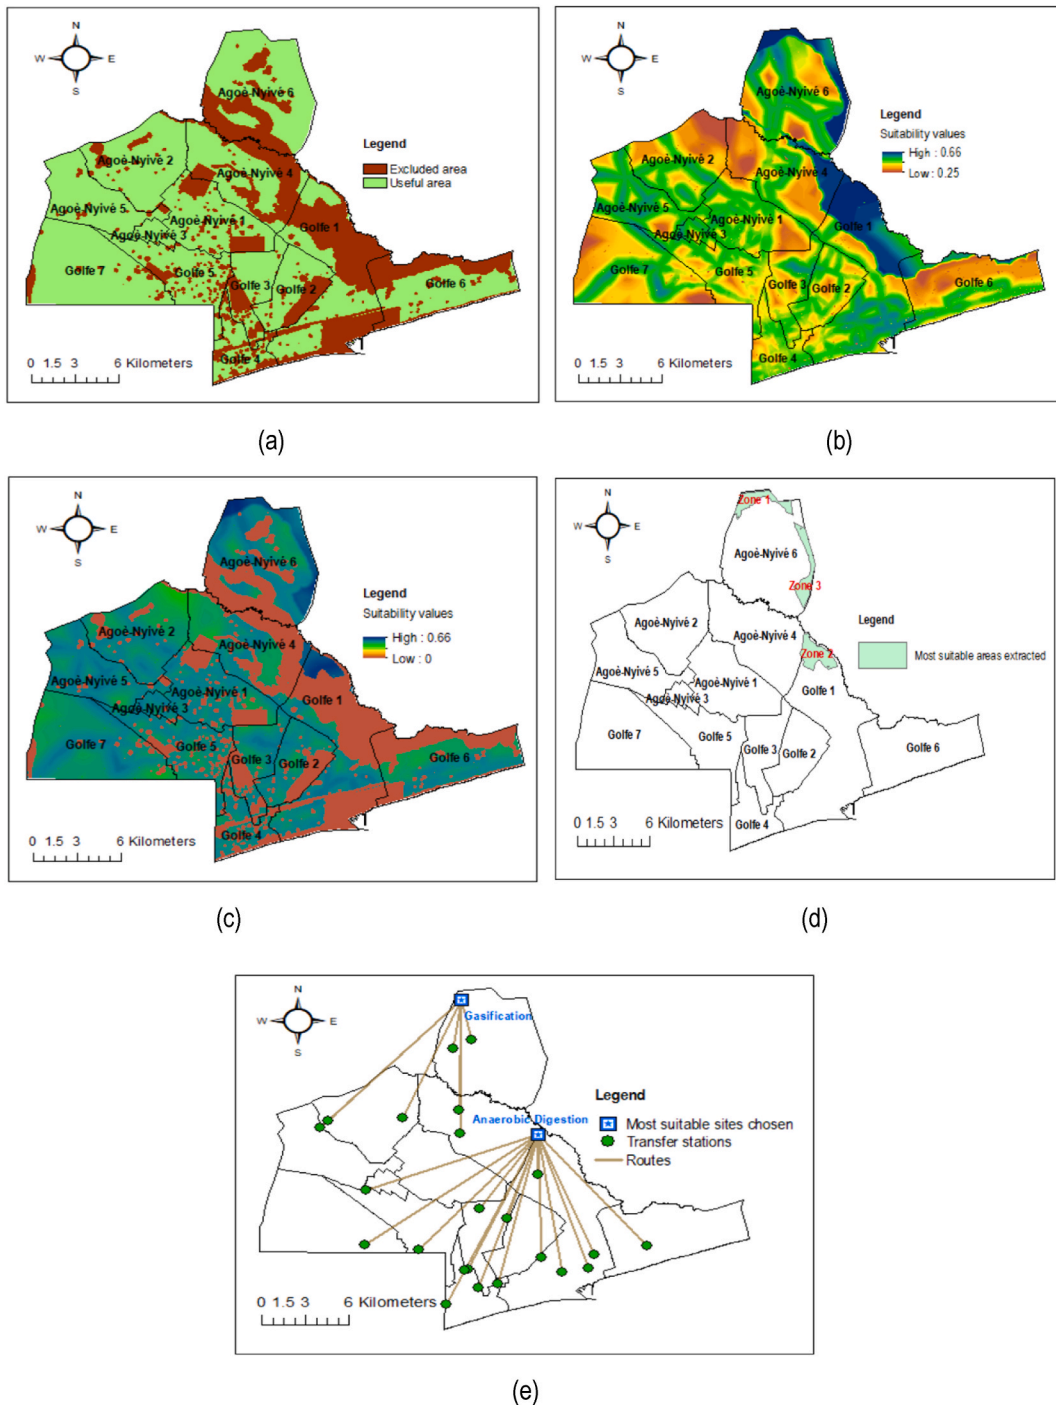 N
W E
S
Agoè-Nyivé 6
Agoè-Nyivé 2
Agoè-Nyivé 4
Agoè-Nyivé 5
Agoè-Nyivé 1
Agoè-Nyivé 3
Golfe 1
Golfe 7
Golfe 5
Golfe 3
Golfe 2
Golfe 6
Golfe 4
Legend
Excluded area
Useful area
0 1.5 3 6 Kilometers
(a)
N
W E
S
Agoè-Nyivé 6
Agoè-Nyivé 2
Agoè-Nyivé 4
Agoè-Nyivé 5
Agoè-Nyivé 1
Agoè-Nyivé 3
Golfe 1
Golfe 7
Golfe 5
Golfe 3
Golfe 2
Golfe 6
Golfe 4
Legend
Suitability values
High : 0.66
Low : 0.25
0 1.5 3 6 Kilometers
(b)
N
W E
S
Agoè-Nyivé 6
Agoè-Nyivé 2
Agoè-Nyivé 4
Agoè-Nyivé 5
Agoè-Nyivé 1
Agoè-Nyivé 3
Golfe 1
Golfe 7
Golfe 5
Golfe 3
Golfe 2
Golfe 6
Golfe 4
Legend
Suitability values
High : 0.66
Low : 0
0 1.5 3 6 Kilometers
(c)
N
W E
S
Zone 1
Agoè-Nyivé 6
Zone 3
Agoè-Nyivé 2
Agoè-Nyivé 4
Zone 2
Agoè-Nyivé 5
Agoè-Nyivé 1
Agoè-Nyivé 3
Golfe 1
Golfe 7
Golfe 5
Golfe 3
Golfe 2
Golfe 6
Golfe 4
Legend
Most suitable areas extracted
0 1.5 3 6 Kilometers
(d)
N
W E
S
Gasification
Anaerobic Digestion
Legend
Most suitable sites chosen
Transfer stations
Routes
0 1.5 3 6 Kilometers
(e)